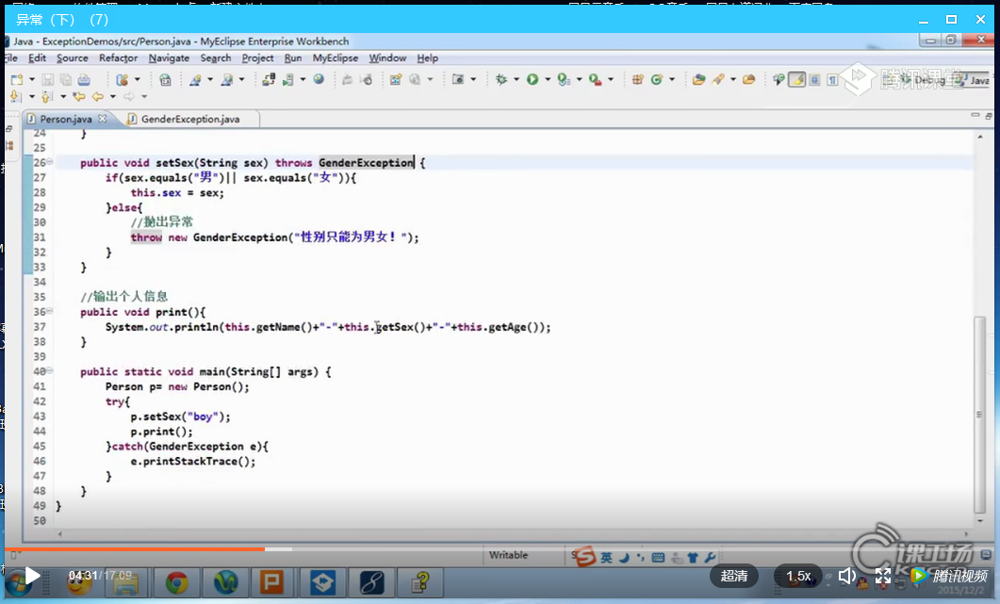 异常（下）（7）
Java - ExceptionDemos/src/Person.java - MyEclipse Enterprise Workbench
File Edit Source Refactor Navigate Search Project Run MyEclipse Window Help
腾讯课堂
Debug Java
Person.java GenderException.java
24 }
25
26 public void setSex(String sex) throws GenderException {
27 if(sex.equals("男")|| sex.equals("女")){
28 this.sex = sex;
29 }else{
30 //抛出异常
31 throw new GenderException("性别只能为男女！");
32 }
33 }
34
35 //输出个人信息
36 public void print(){
37 System.out.println(this.getName()+"-"+this.getSex()+"-"+this.getAge());
38 }
39
40 public static void main(String[] args) {
41 Person p= new Person();
42 try{
43 p.setSex("boy");
44 p.print();
45 }catch(GenderException e){
46 e.printStackTrace();
47 }
48 }
49 }
50
Writable
英
课工场
04:31/17:09
超清
1.5x
腾讯视频
2015/12/2